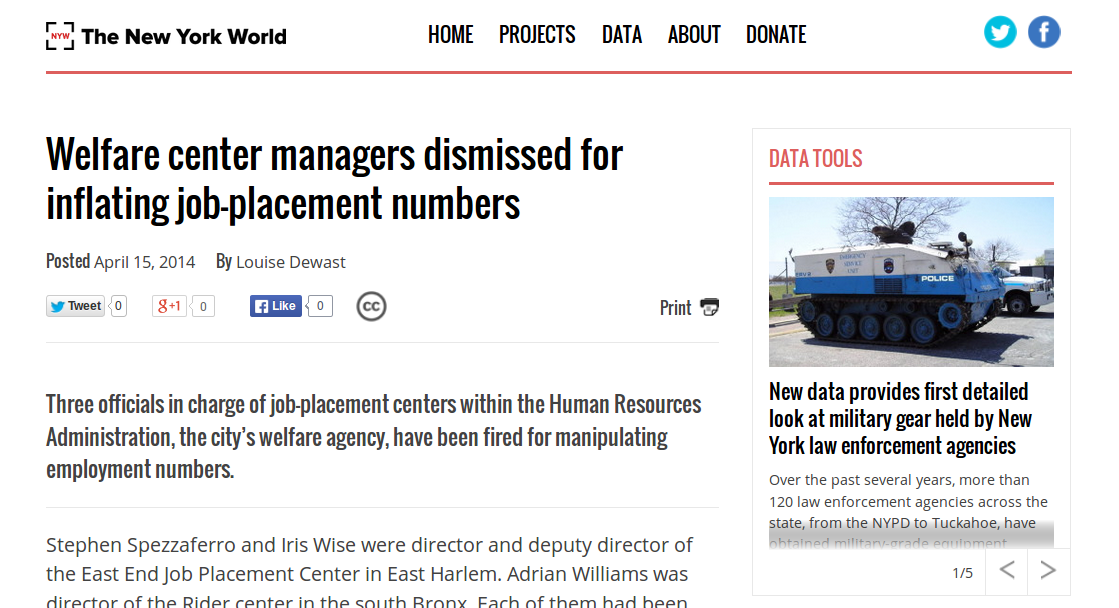 NYW The New York World
HOME PROJECTS DATA ABOUT DONATE
Welfare center managers dismissed for
inflating job-placement numbers
Posted April 15, 2014 By Louise Dewast
Tweet 0 g+1 0 Like 0 cc Print
Three officials in charge of job-placement centers within the Human Resources
Administration, the city's welfare agency, have been fired for manipulating
employment numbers.
Stephen Spezzaferro and Iris Wise were director and deputy director of
the East End Job Placement Center in East Harlem. Adrian Williams was
director of the Rider center in the south Bronx. Each of them had been
DATA TOOLS
EMERGENCY
SERVICE
UNIT
POLICE
New data provides first detailed
look at military gear held by New
York law enforcement agencies
Over the past several years, more than
120 law enforcement agencies across the
state, from the NYPD to Tuckahoe, have
obtained military-grade equipment
1/5 < >